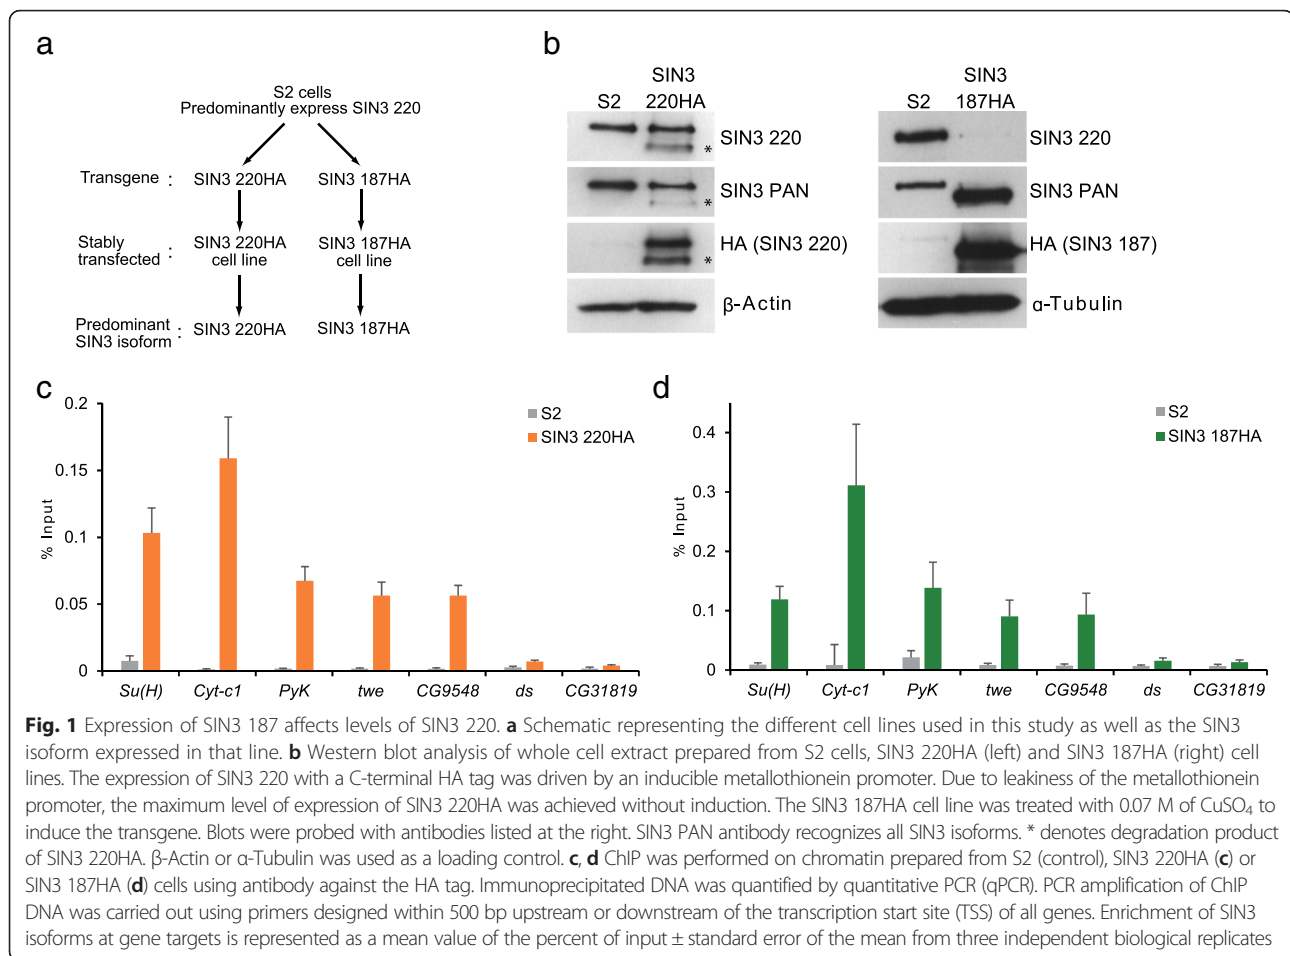 a
S2 cells
Predominantly express SIN3 220
Transgene : SIN3 220HA SIN3 187HA
Stably transfected : SIN3 220HA cell line SIN3 187HA cell line
Predominant SIN3 isoform : SIN3 220HA SIN3 187HA
b
S2 SIN3 220HA
SIN3 220
*
SIN3 PAN
*
HA (SIN3 220)
*
β-Actin
S2 SIN3 187HA
SIN3 220
SIN3 PAN
HA (SIN3 187)
α-Tubulin
c
% Input
0.2
0.15
0.1
0.05
0
S2
SIN3 220HA
Su(H) Cyt-c1 PyK twe CG9548 ds CG31819
d
% Input
0.4
0.3
0.2
0.1
0
S2
SIN3 187HA
Su(H) Cyt-c1 PyK twe CG9548 ds CG31819
Fig. 1 Expression of SIN3 187 affects levels of SIN3 220. a Schematic representing the different cell lines used in this study as well as the SIN3
isoform expressed in that line. b Western blot analysis of whole cell extract prepared from S2 cells, SIN3 220HA (left) and SIN3 187HA (right) cell
lines. The expression of SIN3 220 with a C-terminal HA tag was driven by an inducible metallothionein promoter. Due to leakiness of the metallothionein
promoter, the maximum level of expression of SIN3 220HA was achieved without induction. The SIN3 187HA cell line was treated with 0.07 M of CuSO₄ to
induce the transgene. Blots were probed with antibodies listed at the right. SIN3 PAN antibody recognizes all SIN3 isoforms. * denotes degradation product
of SIN3 220HA. β-Actin or α-Tubulin was used as a loading control. c, d ChIP was performed on chromatin prepared from S2 (control), SIN3 220HA (c) or
SIN3 187HA (d) cells using antibody against the HA tag. Immunoprecipitated DNA was quantified by quantitative PCR (qPCR). PCR amplification of ChIP
DNA was carried out using primers designed within 500 bp upstream or downstream of the transcription start site (TSS) of all genes. Enrichment of SIN3
isoforms at gene targets is represented as a mean value of the percent of input ± standard error of the mean from three independent biological replicates